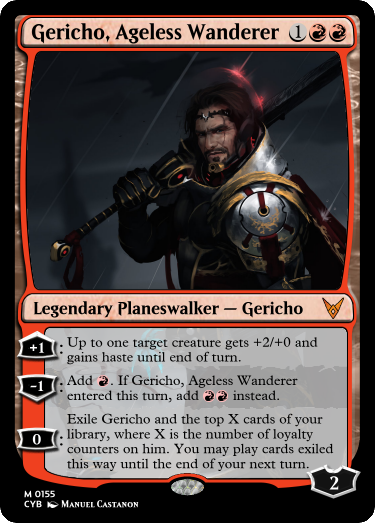 Gericho, Ageless Wanderer 1
Legendary Planeswalker — Gericho
+1: Up to one target creature gets +2/+0 and
gains haste until end of turn.
-1: Add . If Gericho, Ageless Wanderer
entered this turn, add instead.
0: Exile Gericho and the top X cards of your
library, where X is the number of loyalty
counters on him. You may play cards exiled
this way until the end of your next turn.
2
M 0155
CYB Manuel Castanon